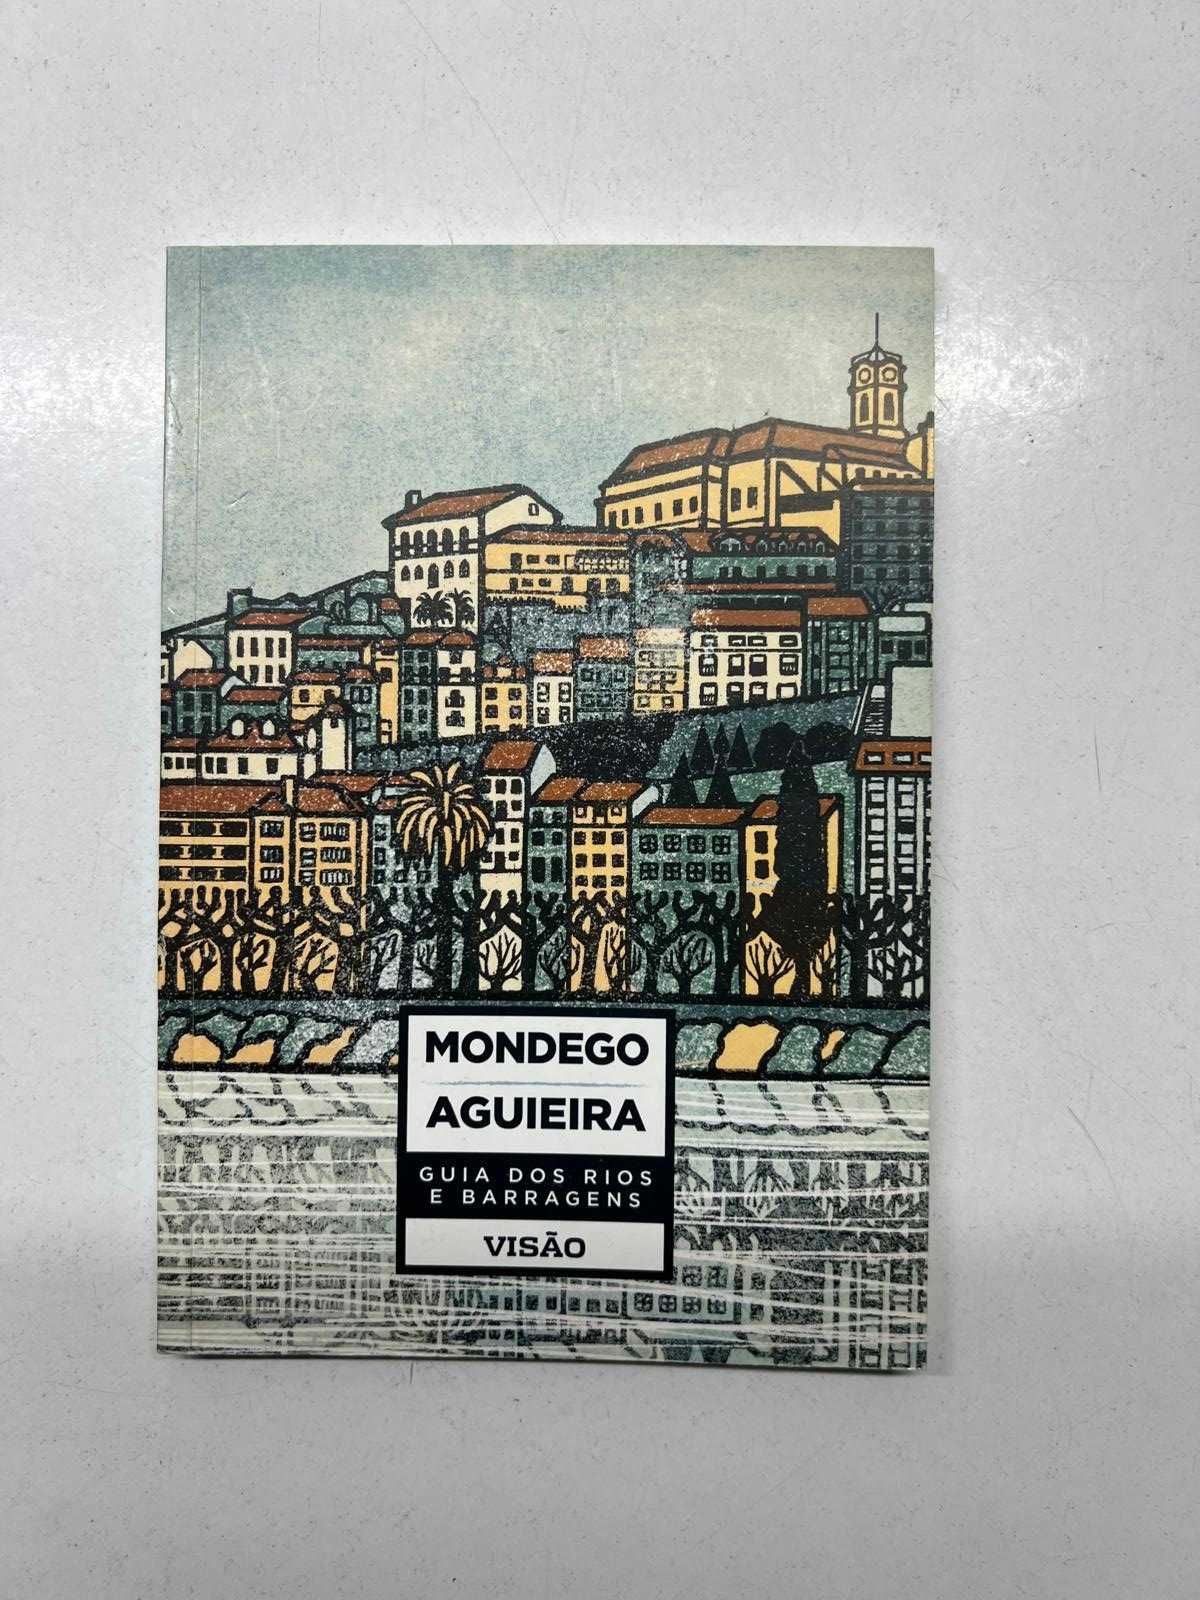 MONDEGO
AGUIEIRA
GUIA DOS RIOS
E BARRAGENS
VISÃO